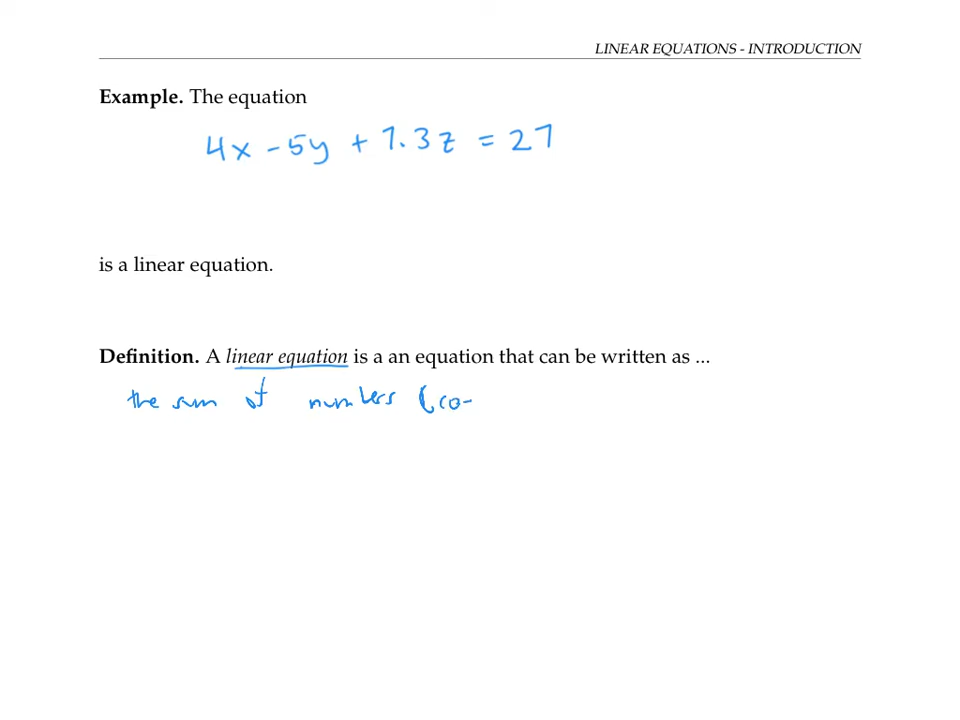 LINEAR EQUATIONS - INTRODUCTION
Example. The equation
4x - 5y + 7.3z = 27
is a linear equation.
Definition. A linear equation is a an equation that can be written as ...
the sum of numbers (co-